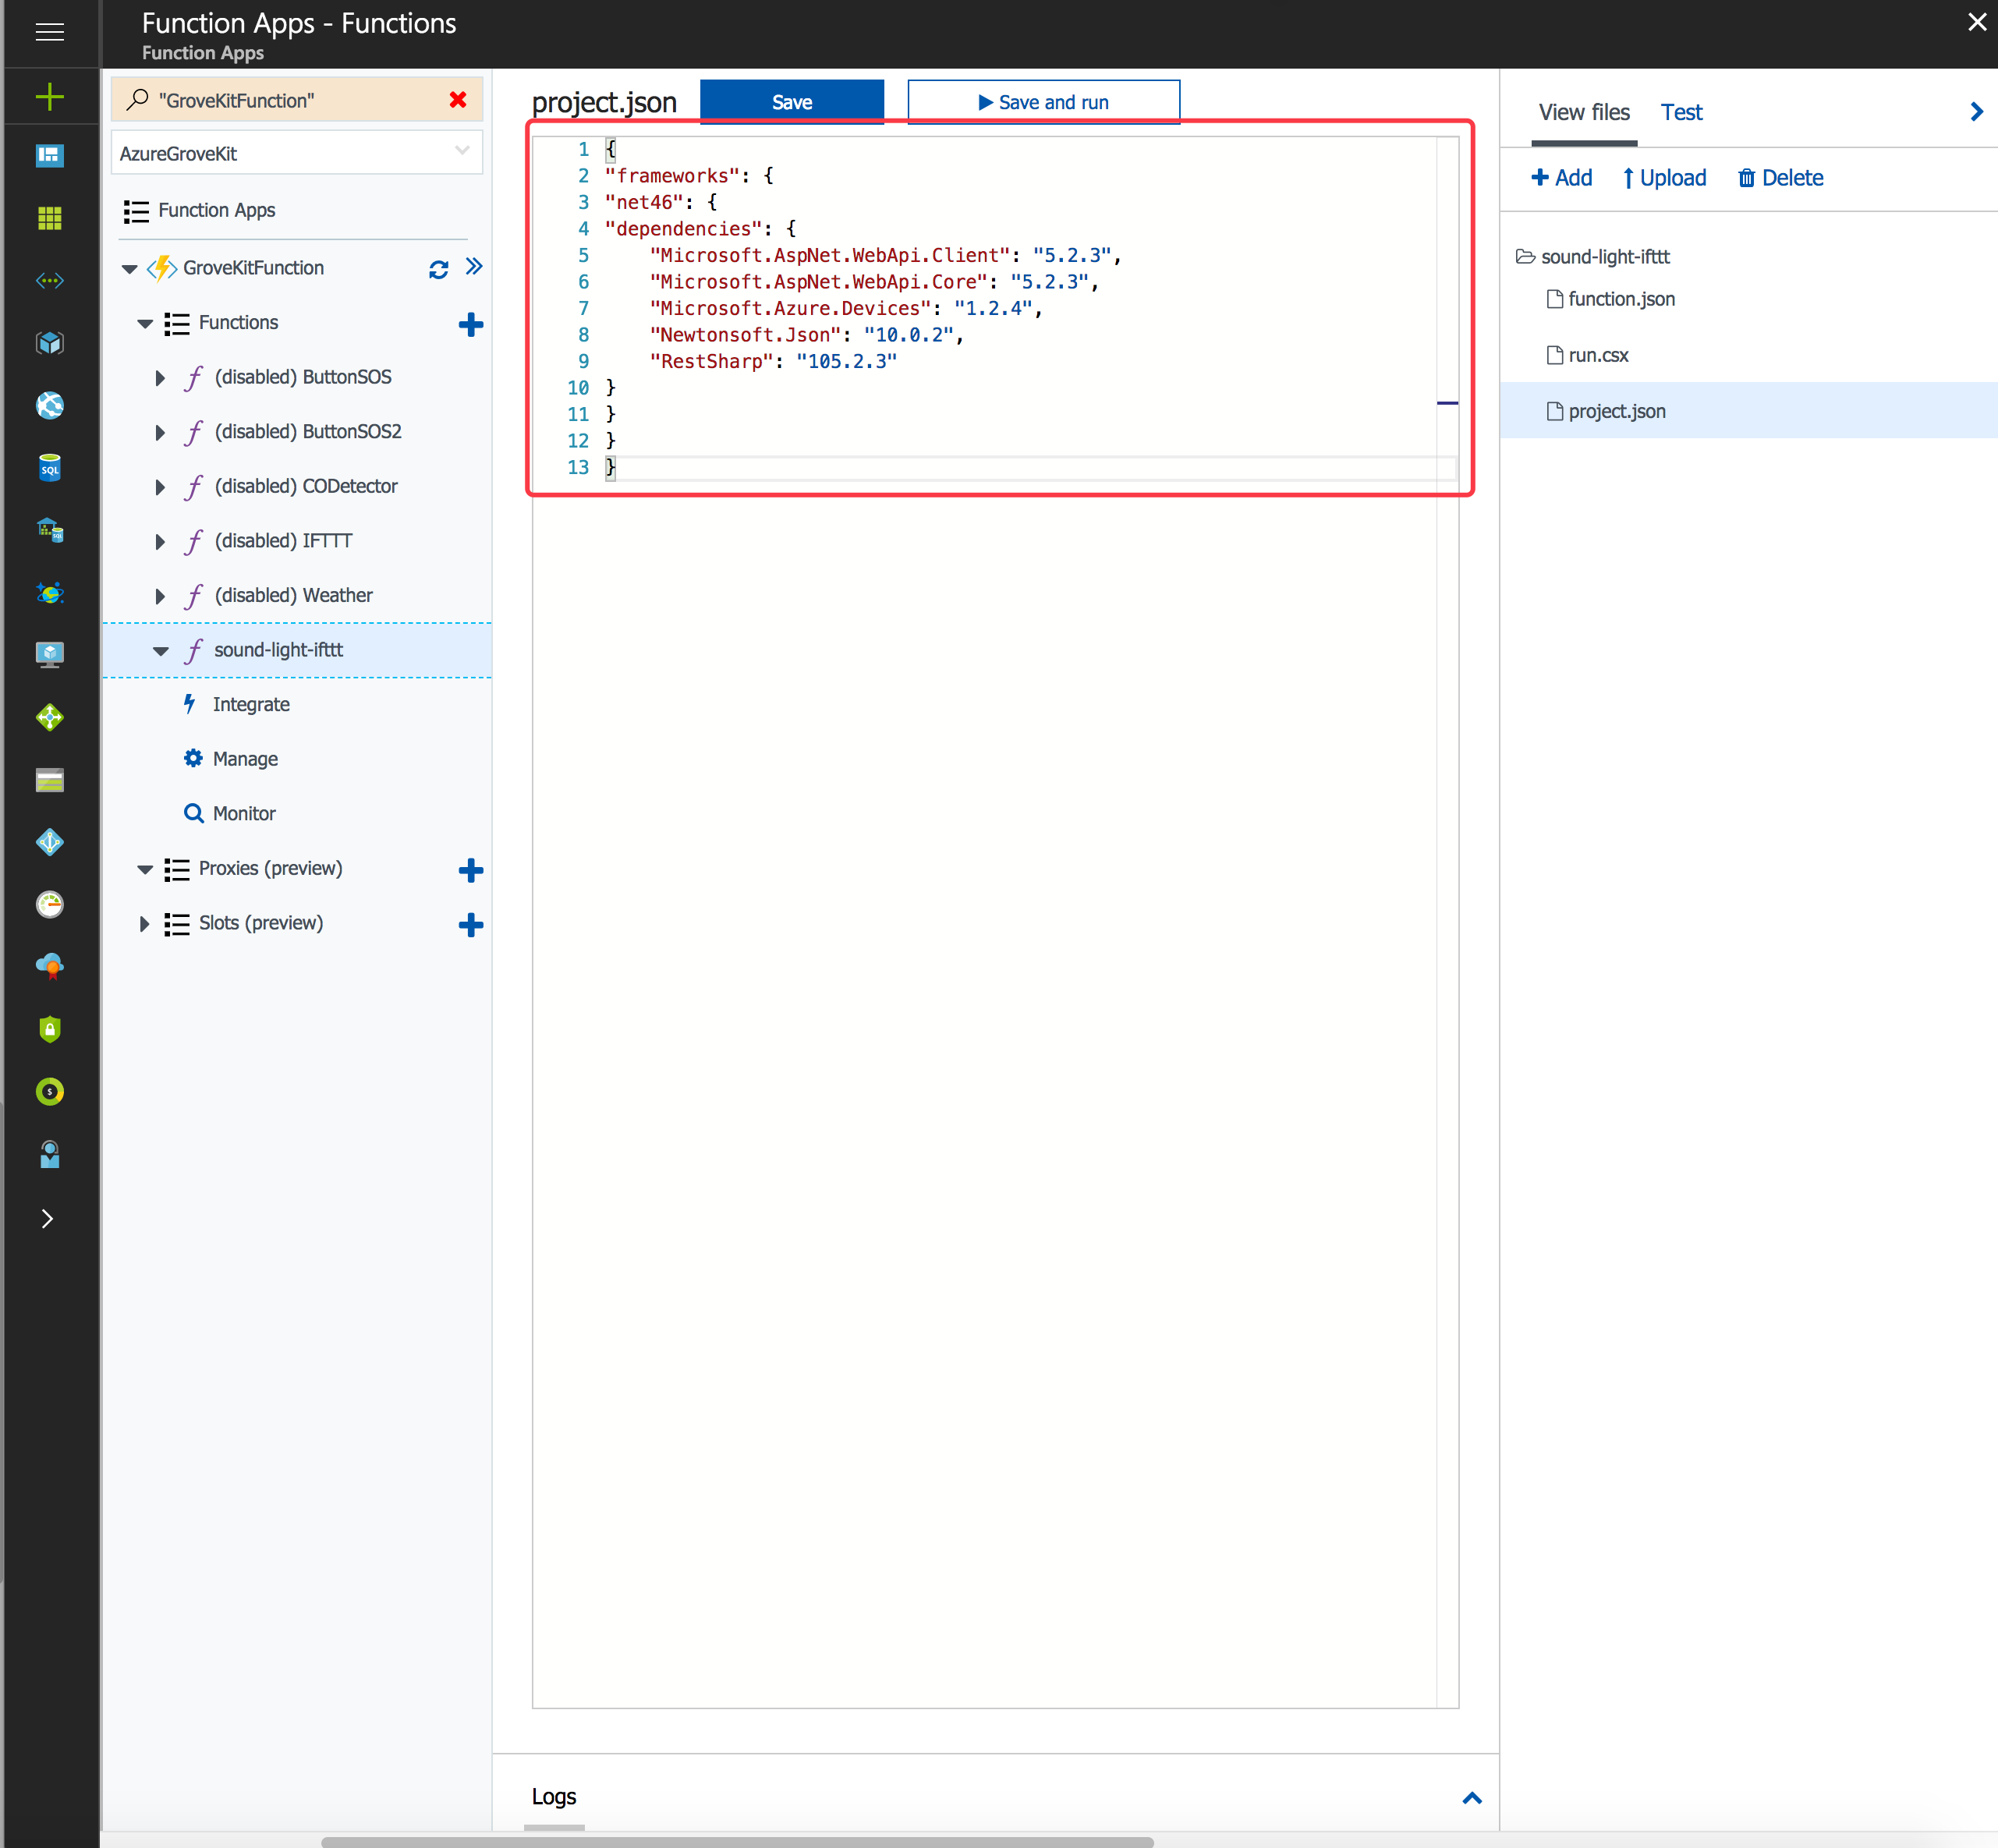 Function Apps - Functions
Function Apps
"GroveKitFunction"
AzureGroveKit
Function Apps
GroveKitFunction
Functions
(disabled) ButtonSOS
(disabled) ButtonSOS2
(disabled) CODetector
(disabled) IFTTT
(disabled) Weather
sound-light-ifttt
Integrate
Manage
Monitor
Proxies (preview)
Slots (preview)
project.json
Save
Save and run
1 {
2 "frameworks": {
3 "net46": {
4 "dependencies": {
5 "Microsoft.AspNet.WebApi.Client": "5.2.3",
6 "Microsoft.AspNet.WebApi.Core": "5.2.3",
7 "Microsoft.Azure.Devices": "1.2.4",
8 "Newtonsoft.Json": "10.0.2",
9 "RestSharp": "105.2.3"
10 }
11 }
12 }
13 }
Logs
View files Test
Add Upload Delete
sound-light-ifttt
function.json
run.csx
project.json
SQL
SQL
$